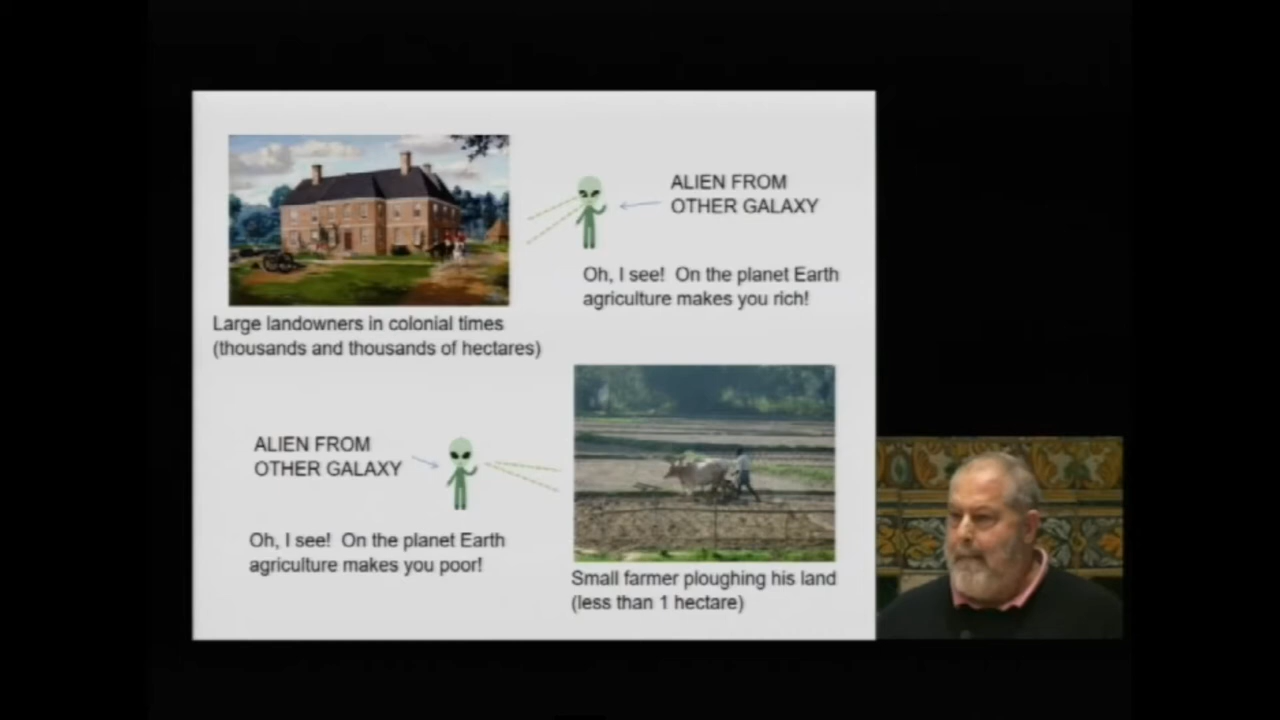 ALIEN FROM
OTHER GALAXY
Oh, I see! On the planet Earth
agriculture makes you rich!
Large landowners in colonial times
(thousands and thousands of hectares)
ALIEN FROM
OTHER GALAXY
Oh, I see! On the planet Earth
agriculture makes you poor!
Small farmer ploughing his land
(less than 1 hectare)